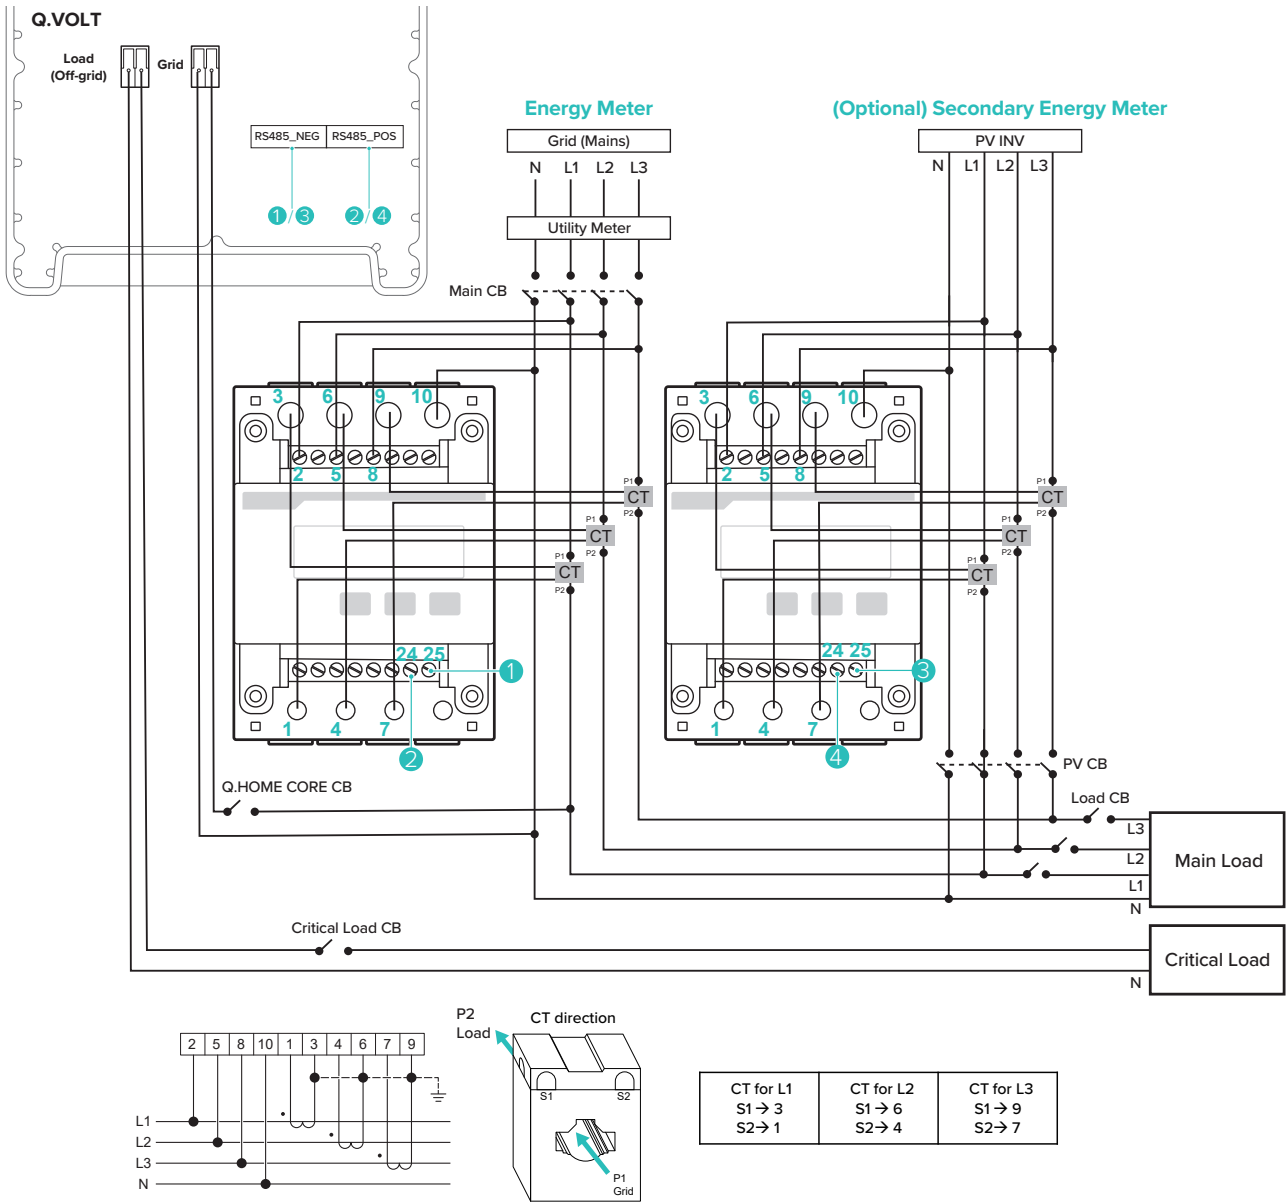 Q.VOLT
Load
(Off-grid)
Grid
RS485_NEG
RS485_POS
1 / 3
2 / 4
Energy Meter
Grid (Mains)
N L1 L2 L3
Utility Meter
Main CB
(Optional) Secondary Energy Meter
PV INV
N L1 L2 L3
3 6 9 10
2 5 8
P1
CT
P2
P1
CT
P2
P1
CT
P2
24 25
1
1 4 7
2
3 6 9 10
2 5 8
P1
CT
P2
P1
CT
P2
P1
CT
P2
24 25
3
1 4 7
4
PV CB
Q.HOME CORE CB
Load CB
L3
L2
L1
N
Main Load
Critical Load CB
N
Critical Load
2 5 8 10 1 3 4 6 7 9
L1
L2
L3
N
P2
Load
CT direction
S1 S2
P1
Grid
CT for L1
S1→3
S2→1
CT for L2
S1→6
S2→4
CT for L3
S1→9
S2→7